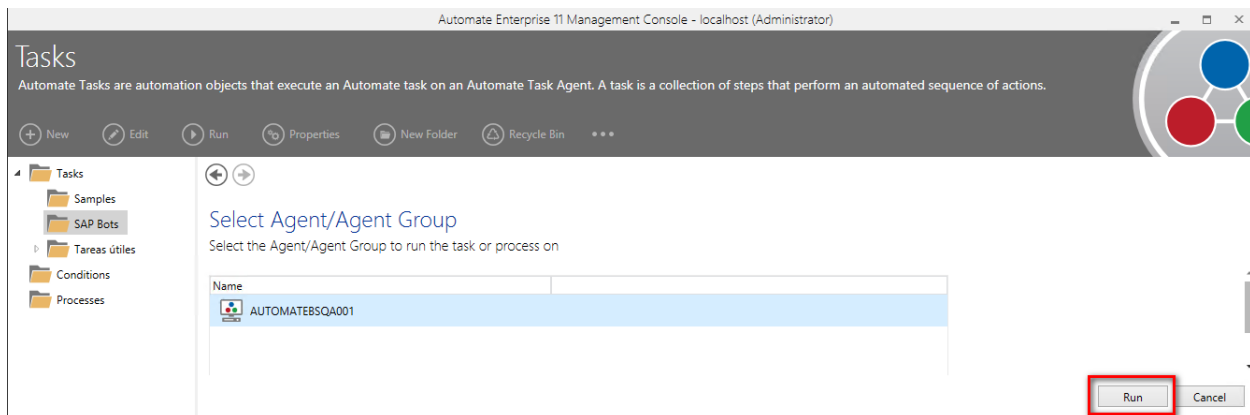 Automate Enterprise 11 Management Console - localhost (Administrator)
Tasks
Automate Tasks are automation objects that execute an Automate task on an Automate Task Agent. A task is a collection of steps that perform an automated sequence of actions.
New Edit Run Properties New Folder Recycle Bin
Tasks
Samples
SAP Bots
Tareas útiles
Conditions
Processes
Select Agent/Agent Group
Select the Agent/Agent Group to run the task or process on
Name
AUTOMATEBSQA001
Run Cancel